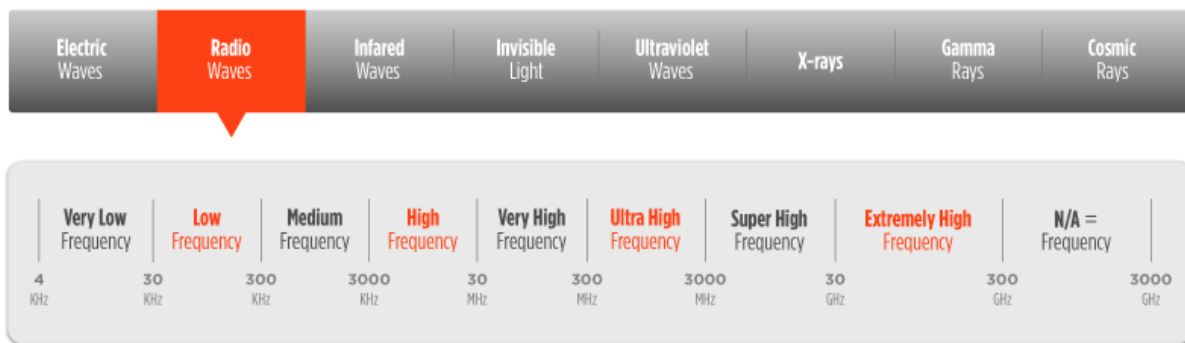 Electric
Waves
Radio
Waves
Infared
Waves
Invisible
Light
Ultraviolet
Waves
X-rays
Gamma
Rays
Cosmic
Rays
Very Low
Frequency
Low
Frequency
Medium
Frequency
High
Frequency
Very High
Frequency
Ultra High
Frequency
Super High
Frequency
Extremely High
Frequency
N/A =
Frequency
4
KHz
30
KHz
300
KHz
3000
KHz
30
MHz
300
MHz
3000
MHz
30
GHz
300
GHz
3000
GHz